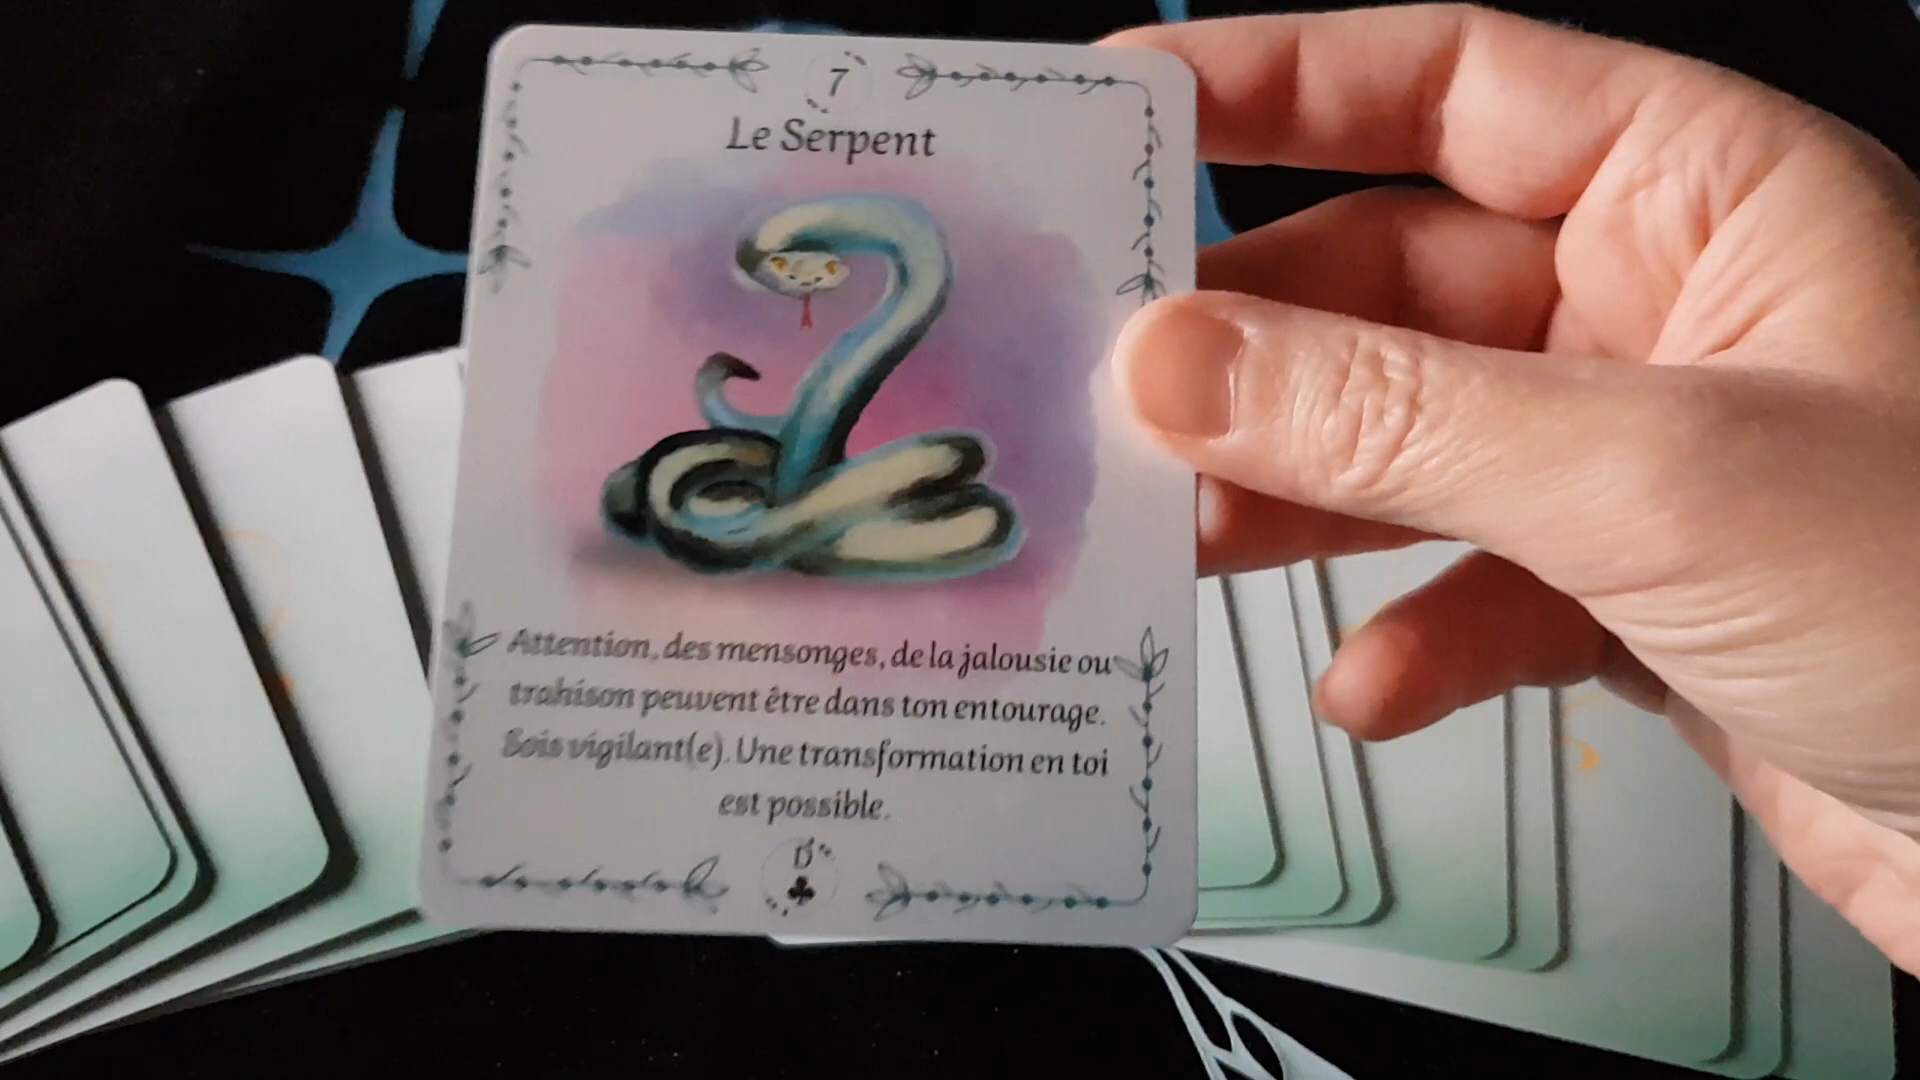 7
Le Serpent
Attention, des mensonges, de la jalousie ou
trahison peuvent être dans ton entourage.
Sois vigilant(e). Une transformation en toi
est possible.
D
♣